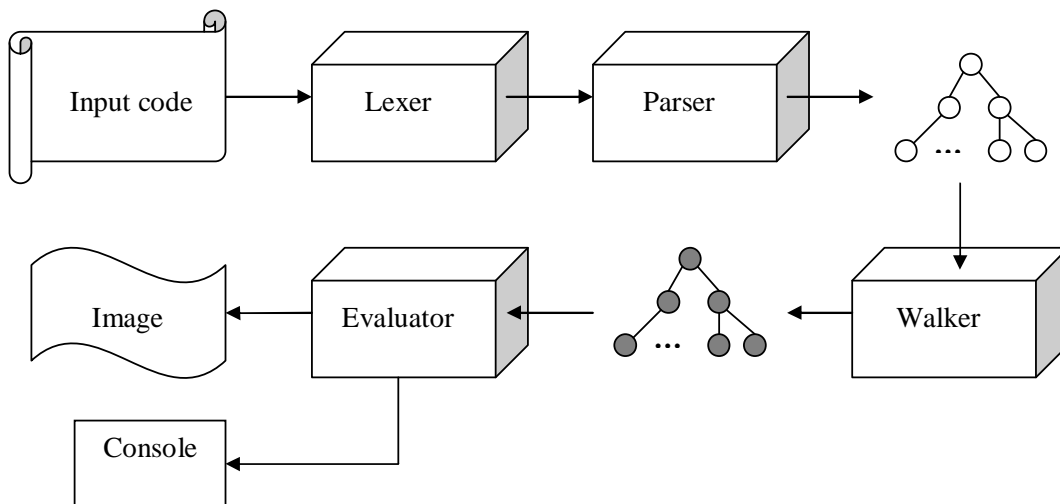 Input code
Lexer
Parser
...
Image
Evaluator
...
Walker
Console